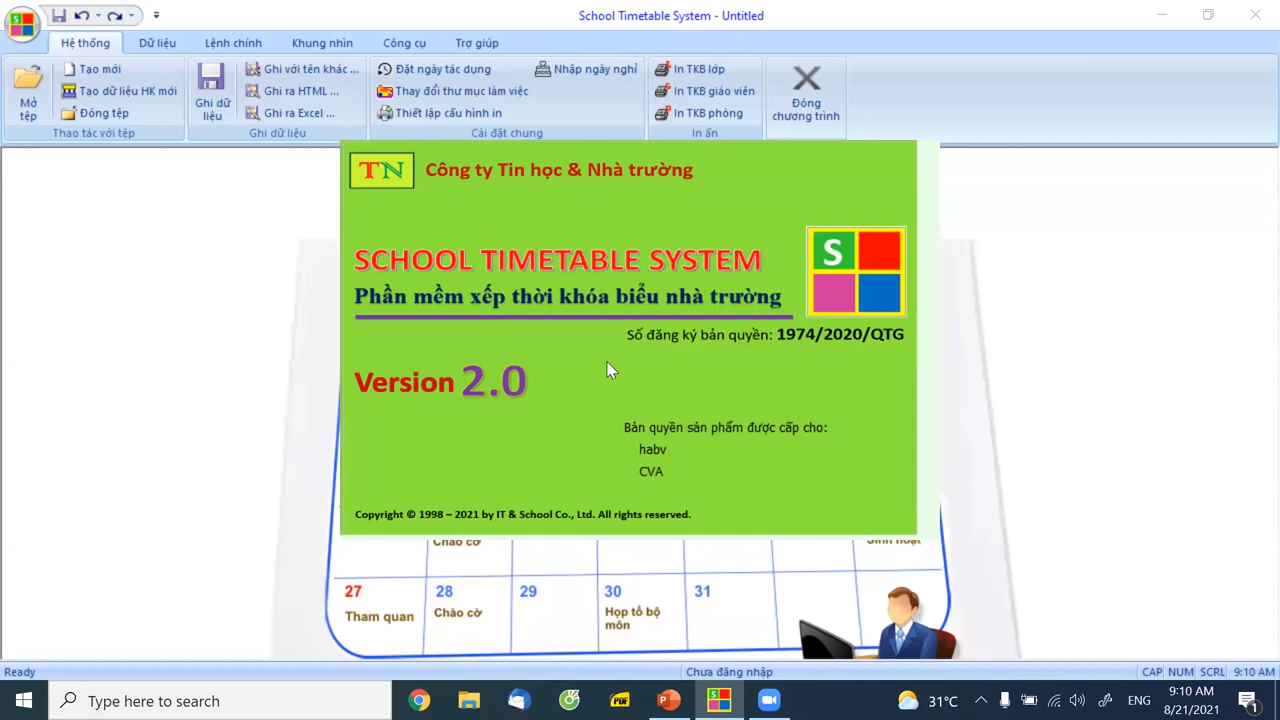 School Timetable System - Untitled
Hệ thống
Dữ liệu
Lệnh chính
Khung nhìn
Công cụ
Trợ giúp
Mở tệp
Tạo mới
Tạo dữ liệu HK mới
Đóng tệp
Thao tác với tệp
Ghi dữ liệu
Ghi với tên khác ...
Ghi ra HTML ...
Ghi ra Excel ...
Ghi dữ liệu
Đặt ngày tác dụng
Nhập ngày nghỉ
Thay đổi thư mục làm việc
Thiết lập cấu hình in
Cài đặt chung
In TKB lớp
In TKB giáo viên
In TKB phòng
In ấn
Đóng chương trình
TN
Công ty Tin học & Nhà trường
SCHOOL TIMETABLE SYSTEM
S
Phần mềm xếp thời khóa biểu nhà trường
Số đăng ký bản quyền: 1974/2020/QTG
Version 2.0
Bản quyền sản phẩm được cấp cho:
habv
CVA
Copyright © 1998 – 2021 by IT & School Co., Ltd. All rights reserved.
Chào cờ
Sinh hoạt
27
28
29
30
31
Tham quan
Chào cờ
Họp tổ bộ
môn
Ready
Chưa đăng nhập
CAP NUM SCRL 9:10 AM
Type here to search
PDF
31°C
ENG
9:10 AM
8/21/2021
1